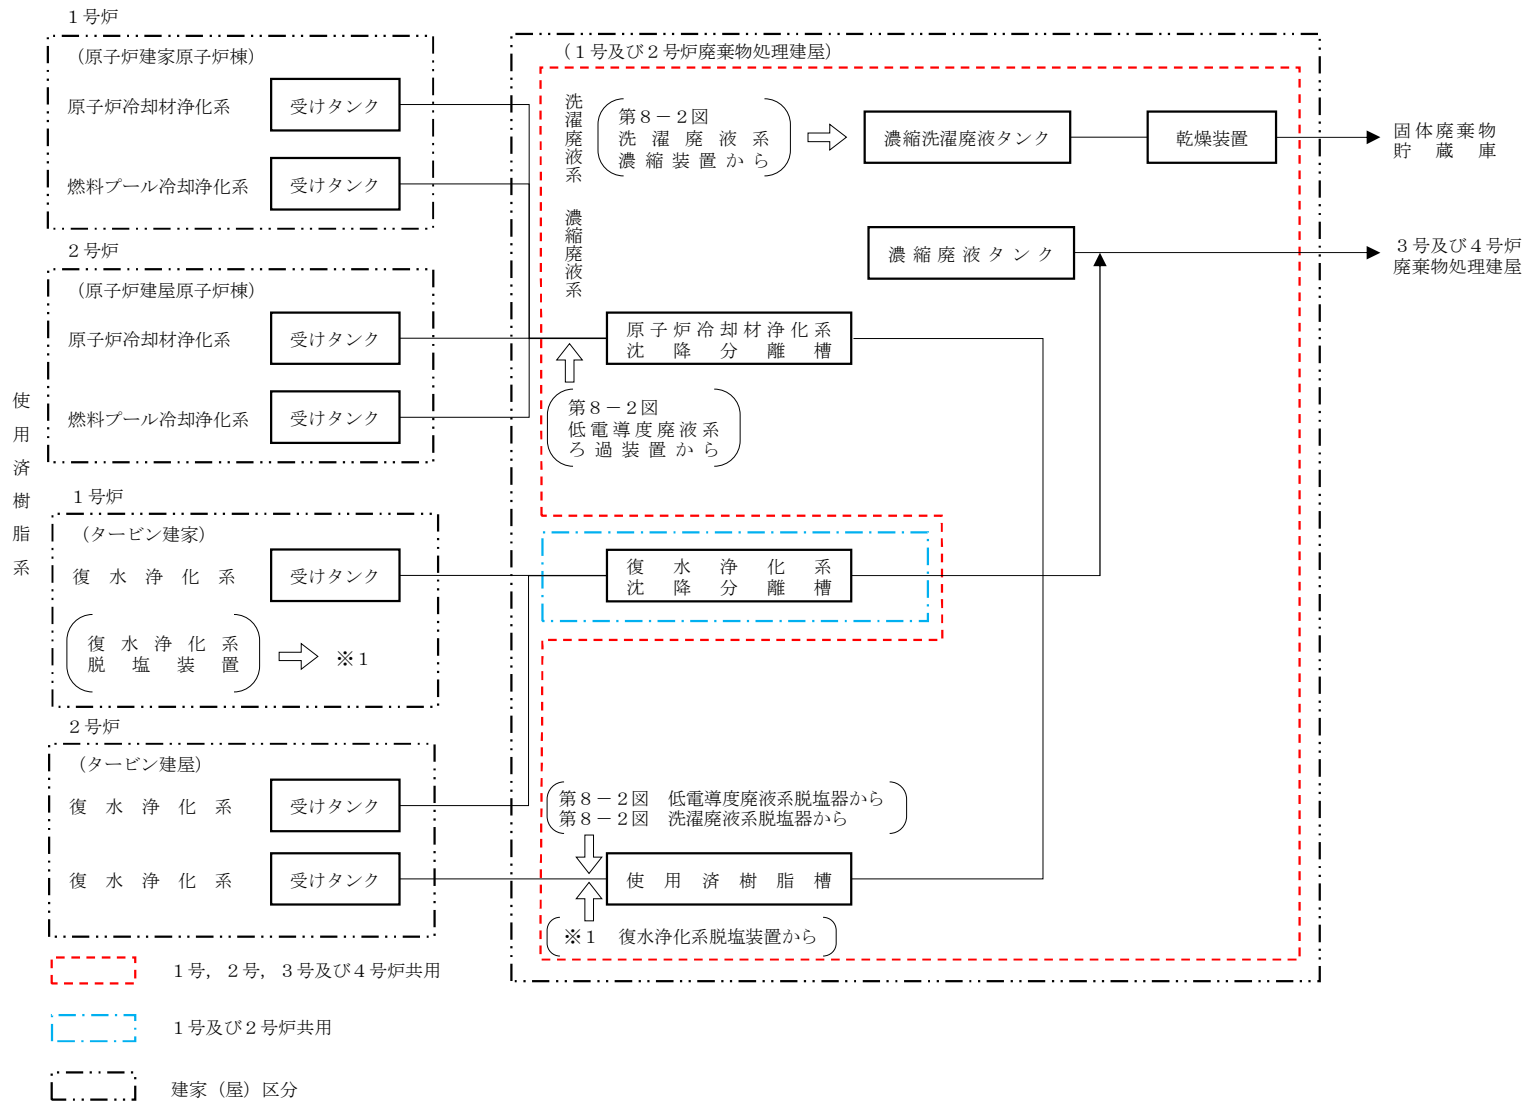 使用済樹脂系
1号炉
(原子炉建家原子炉棟)
原子炉冷却材浄化系
受けタンク
燃料プール冷却浄化系
受けタンク
2号炉
(原子炉建屋原子炉棟)
原子炉冷却材浄化系
受けタンク
燃料プール冷却浄化系
受けタンク
1号炉
(タービン建家)
復水浄化系
受けタンク
復水浄化系
脱塩装置
※1
2号炉
(タービン建屋)
復水浄化系
受けタンク
復水浄化系
受けタンク
(1号及び2号炉廃棄物処理建屋)
洗濯廃液系
第8-2図
洗濯廃液系
濃縮装置から
濃縮洗濯廃液タンク
乾燥装置
固体廃棄物
貯蔵庫
濃縮廃液系
濃縮廃液タンク
3号及び4号炉
廃棄物処理建屋
原子炉冷却材浄化系
沈降分離槽
第8-2図
低電導度廃液系
ろ過装置から
復水浄化系
沈降分離槽
第8-2図 低電導度廃液系脱塩器から
第8-2図 洗濯廃液系脱塩器から
使用済樹脂槽
※1 復水浄化系脱塩装置から
1号, 2号, 3号及び4号炉共用
1号及び2号炉共用
建家(屋)区分